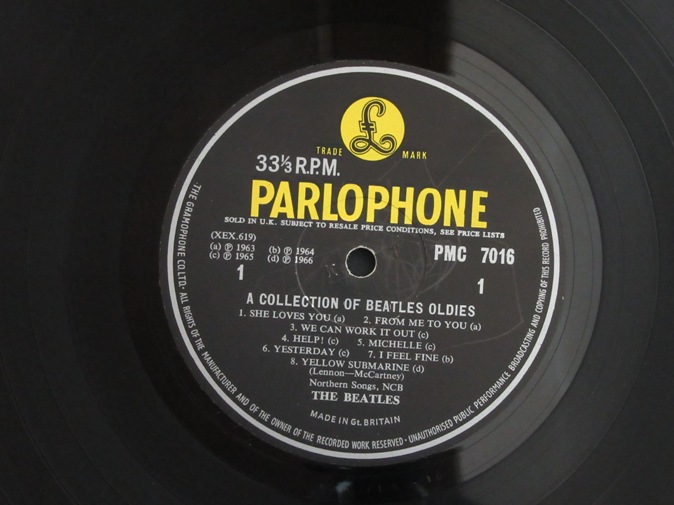 £
TRADE MARK
33⅓ R.P.M.
PARLOPHONE
SOLD IN U.K. SUBJECT TO RESALE PRICE CONDITIONS, SEE PRICE LISTS
(XEX.619)
(a) ℗ 1963 (b) ℗ 1964
(c) ℗ 1965 (d) ℗ 1966
PMC 7016
1 1
A COLLECTION OF BEATLES OLDIES
1. SHE LOVES YOU (a) 2. FROM ME TO YOU (a)
3. WE CAN WORK IT OUT (c)
4. HELP! (c) 5. MICHELLE (c)
6. YESTERDAY (c) 7. I FEEL FINE (b)
8. YELLOW SUBMARINE (d)
(Lennon—McCartney)
Northern Songs, NCB
THE BEATLES
MADE IN Gt. BRITAIN
THE GRAMOPHONE CO. LTD. · ALL RIGHTS OF THE MANUFACTURER AND OF THE OWNER OF THE RECORDED WORK RESERVED · UNAUTHORISED PUBLIC PERFORMANCE BROADCASTING AND COPYING OF THIS RECORD PROHIBITED